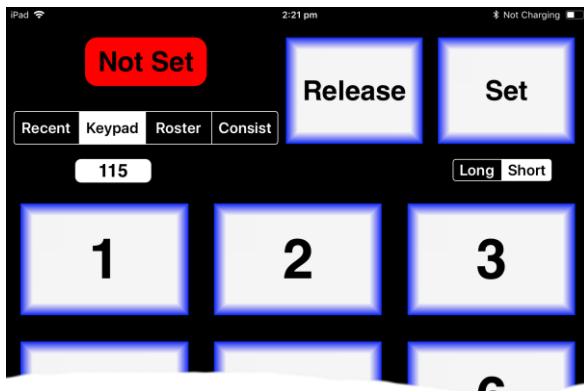 iPad 2:21 pm Not Charging
Not Set
Release Set
Recent Keypad Roster Consist
115 Long Short
1 2 3
6